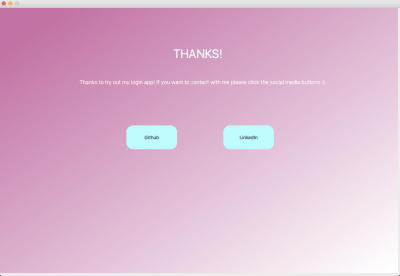 THANKS!
Thanks to try out my login app! If you want to contact with me please click the social media buttons :)
Github
LinkedIn